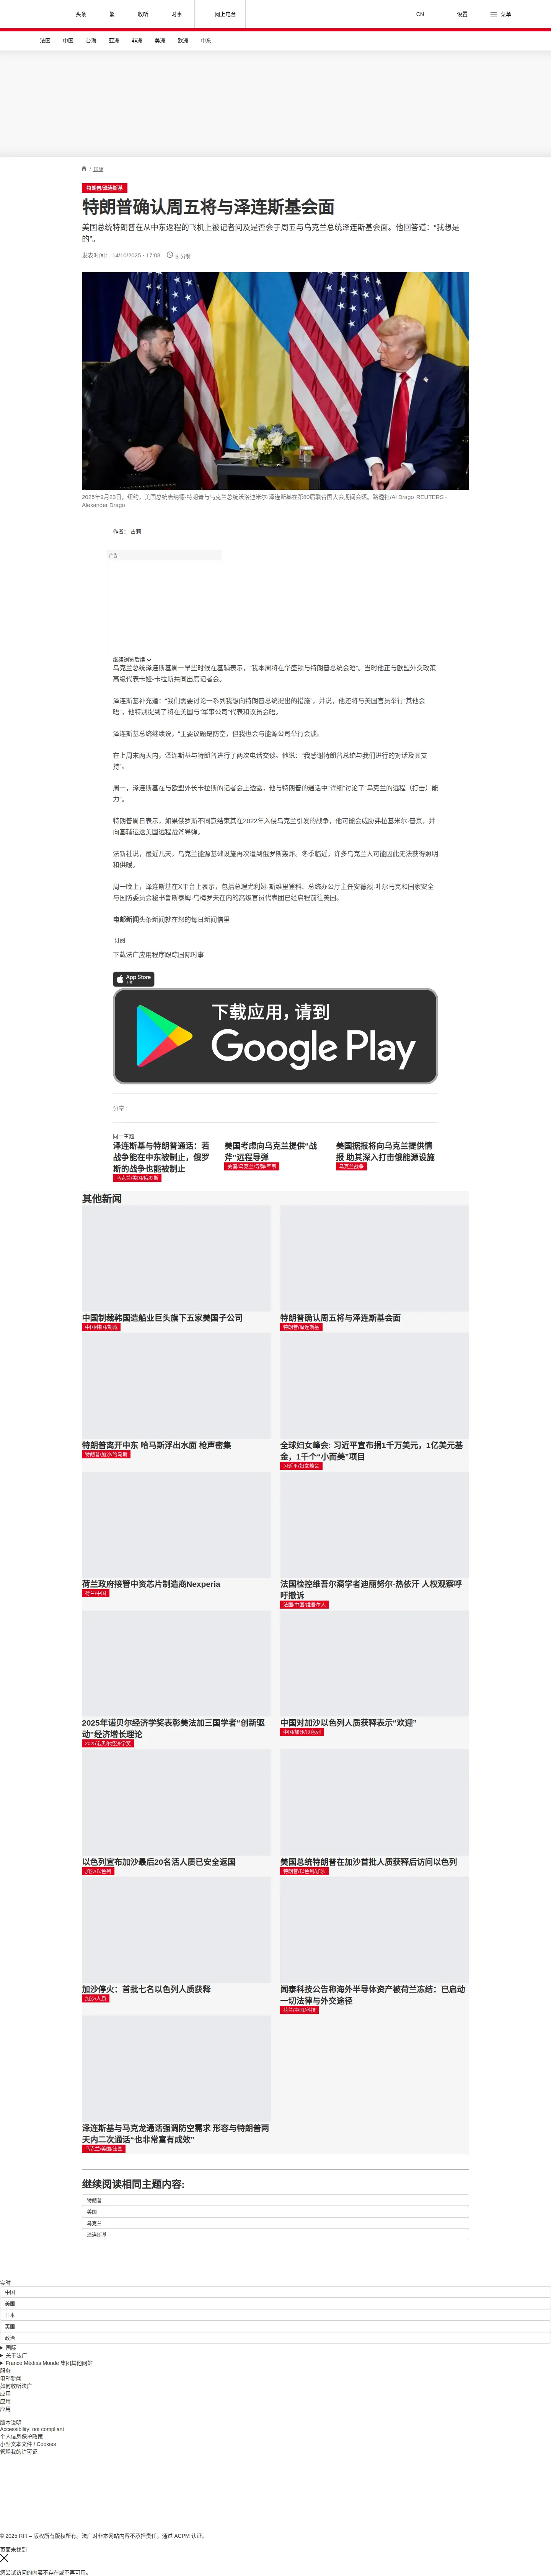 头条
繁
收听
时事
网上电台
CN
设置
菜单
法国
中国
台海
亚洲
非洲
美洲
欧洲
中东
/ 国际
特朗普/泽连斯基
特朗普确认周五将与泽连斯基会面
美国总统特朗普在从中东返程的飞机上被记者问及是否会于周五与乌克兰总统泽连斯基会面。他回答道：“我想是
的”。
发表时间： 14/10/2025 - 17:08
3 分钟
2025年9月23日，纽约，美国总统唐纳德·特朗普与乌克兰总统沃洛迪米尔·泽连斯基在第80届联合国大会期间会晤。路透社/Al Drago REUTERS -
Alexander Drago
作者： 古莉
广告
继续浏览后续
乌克兰总统泽连斯基周一早些时候在基辅表示，“我本周将在华盛顿与特朗普总统会晤”。当时他正与欧盟外交政策
高级代表卡娅·卡拉斯共同出席记者会。
泽连斯基补充道：“我们需要讨论一系列我想向特朗普总统提出的措施”，并说，他还将与美国官员举行“其他会
晤”，他特别提到了将在美国与“军事公司”代表和议员会晤。
泽连斯基总统继续说，“主要议题是防空，但我也会与能源公司举行会谈。
在上周末两天内，泽连斯基与特朗普进行了两次电话交谈。他说：“我感谢特朗普总统与我们进行的对话及其支
持”。
周一，泽连斯基在与欧盟外长卡拉斯的记者会上透露，他与特朗普的通话中“详细”讨论了“乌克兰的远程（打击）能
力”。
特朗普周日表示，如果俄罗斯不同意结束其在2022年入侵乌克兰引发的战争，他可能会威胁弗拉基米尔·普京，并
向基辅运送美国远程战斧导弹。
法新社说，最近几天，乌克兰能源基础设施再次遭到俄罗斯轰炸。冬季临近，许多乌克兰人可能因此无法获得照明
和供暖。
周一晚上，泽连斯基在X平台上表示，包括总理尤利娅·斯维里登科、总统办公厅主任安德烈·叶尔马克和国家安全
与国防委员会秘书鲁斯泰姆·乌梅罗夫在内的高级官员代表团已经启程前往美国。
电邮新闻头条新闻就在您的每日新闻信里
订阅
下载法广应用程序跟踪国际时事
App Store
下载
下载应用，请到
Google Play
分享 :
同一主题
泽连斯基与特朗普通话：若
战争能在中东被制止，俄罗
斯的战争也能被制止
乌克兰/美国/俄罗斯
美国考虑向乌克兰提供“战
斧”远程导弹
美国/乌克兰/导弹/军事
美国据报将向乌克兰提供情
报 助其深入打击俄能源设施
乌克兰战争
其他新闻
中国制裁韩国造船业巨头旗下五家美国子公司
中国/韩国/制裁
特朗普确认周五将与泽连斯基会面
特朗普/泽连斯基
特朗普离开中东 哈马斯浮出水面 枪声密集
特朗普/加沙/哈马斯
全球妇女峰会: 习近平宣布捐1千万美元，1亿美元基
金，1千个“小而美”项目
习近平/妇女峰会
荷兰政府接管中资芯片制造商Nexperia
荷兰/中国
法国检控维吾尔裔学者迪丽努尔·热依汗 人权观察呼
吁撤诉
法国/中国/维吾尔人
2025年诺贝尔经济学奖表彰美法加三国学者“创新驱
动”经济增长理论
2025诺贝尔经济学奖
中国对加沙以色列人质获释表示“欢迎”
中国/加沙/以色列
以色列宣布加沙最后20名活人质已安全返国
加沙/以色列
美国总统特朗普在加沙首批人质获释后访问以色列
特朗普/以色列/加沙
加沙停火：首批七名以色列人质获释
加沙/人质
闻泰科技公告称海外半导体资产被荷兰冻结：已启动
一切法律与外交途径
荷兰/中国/科技
泽连斯基与马克龙通话强调防空需求 形容与特朗普两
天内二次通话“也非常富有成效”
乌克兰/美国/法国
继续阅读相同主题内容:
特朗普
美国
乌克兰
泽连斯基
实时
中国
美国
日本
英国
政治
国际
关于法广
France Médias Monde 集团其他网站
服务
电邮新闻
如何收听法广
应用
应用
应用
版本说明
Accessibility: not compliant
个人信息保护政策
小型文本文件 / Cookies
管理我的许可证
© 2025 RFI – 版权所有版权所有。法广对非本网站内容不承担责任。通过 ACPM 认证。
页面未找到
您尝试访问的内容不存在或不再可用。